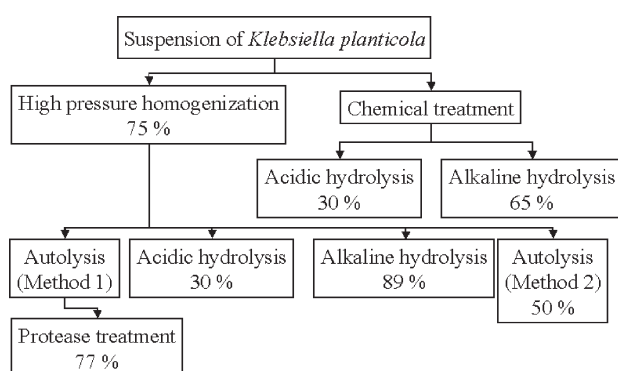 Suspension of Klebsiella planticola
High pressure homogenization
75 %
Chemical treatment
Acidic hydrolysis
30 %
Alkaline hydrolysis
65 %
Autolysis
(Method 1)
Acidic hydrolysis
30 %
Alkaline hydrolysis
89 %
Autolysis
(Method 2)
50 %
Protease treatment
77 %